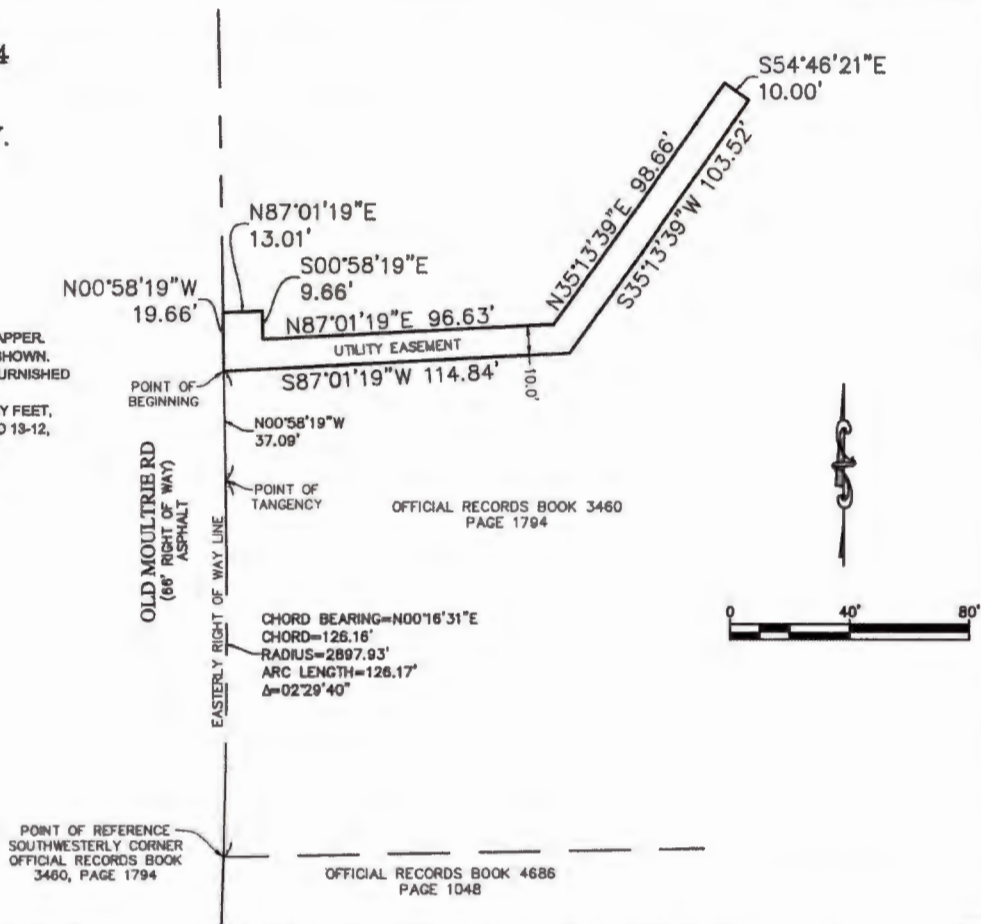 4
Y.
S54°46'21"E
10.00'
N35°13'39"E 98.66'
S35°13'39"W 103.52'
N87°01'19"E
13.01'
S00°58'19"E
9.66'
N00°58'19"W
19.66'
N87°01'19"E 96.63'
UTILITY EASEMENT
S87°01'19"W 114.84'
10.0'
APPER.
SHOWN.
URNISHED
Y FEET,
D 13-12,
POINT OF
BEGINNING
N00°58'19"W
37.09'
POINT OF
TANGENCY
OLD MOULTRIE RD
(66' RIGHT OF WAY)
ASPHALT
EASTERLY RIGHT OF WAY LINE
OFFICIAL RECORDS BOOK 3460
PAGE 1794
0 40' 80'
CHORD BEARING=N00°16'31"E
CHORD=126.16'
RADIUS=2897.93'
ARC LENGTH=126.17'
Δ=02°29'40"
POINT OF REFERENCE
SOUTHWESTERLY CORNER
OFFICIAL RECORDS BOOK
3460, PAGE 1794
OFFICIAL RECORDS BOOK 4686
PAGE 1048